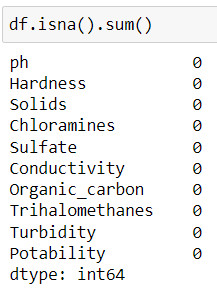 df.isna().sum()
ph 0
Hardness 0
Solids 0
Chloramines 0
Sulfate 0
Conductivity 0
Organic_carbon 0
Trihalomethanes 0
Turbidity 0
Potability 0
dtype: int64